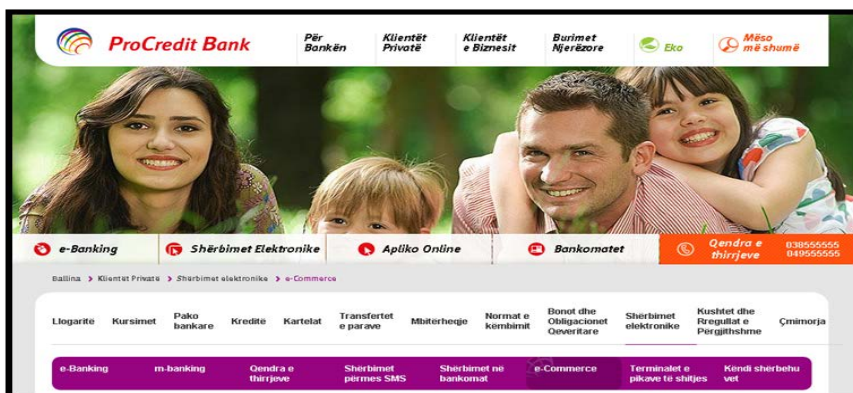 ProCredit Bank
Për Bankën
Klientët Privatë
Klientët e Biznesit
Burimet Njerëzore
Eko
Mëso më shumë
e-Banking
Shërbimet Elektronike
Apliko Online
Bankomatet
Qendra e thirrjeve
038555555
049555555
Ballina > Klientët Privatë > Shërbimet elektronike > e-Commerce
Llogaritë
Kursimet
Pako bankare
Kreditë
Kartelat
Transfertet e parave
Mbitërheqje
Normat e këmbimit
Bonot dhe Obligacionet Qeveritare
Shërbimet elektronike
Kushtet dhe Rregullat e Përgjithshme
Çmimorja
e-Banking
m-banking
Qendra e thirrjeve
Shërbimet përmes SMS
Shërbimet në bankomat
e-Commerce
Terminalet e pikave të shitjes
Këndi shërbehu vet